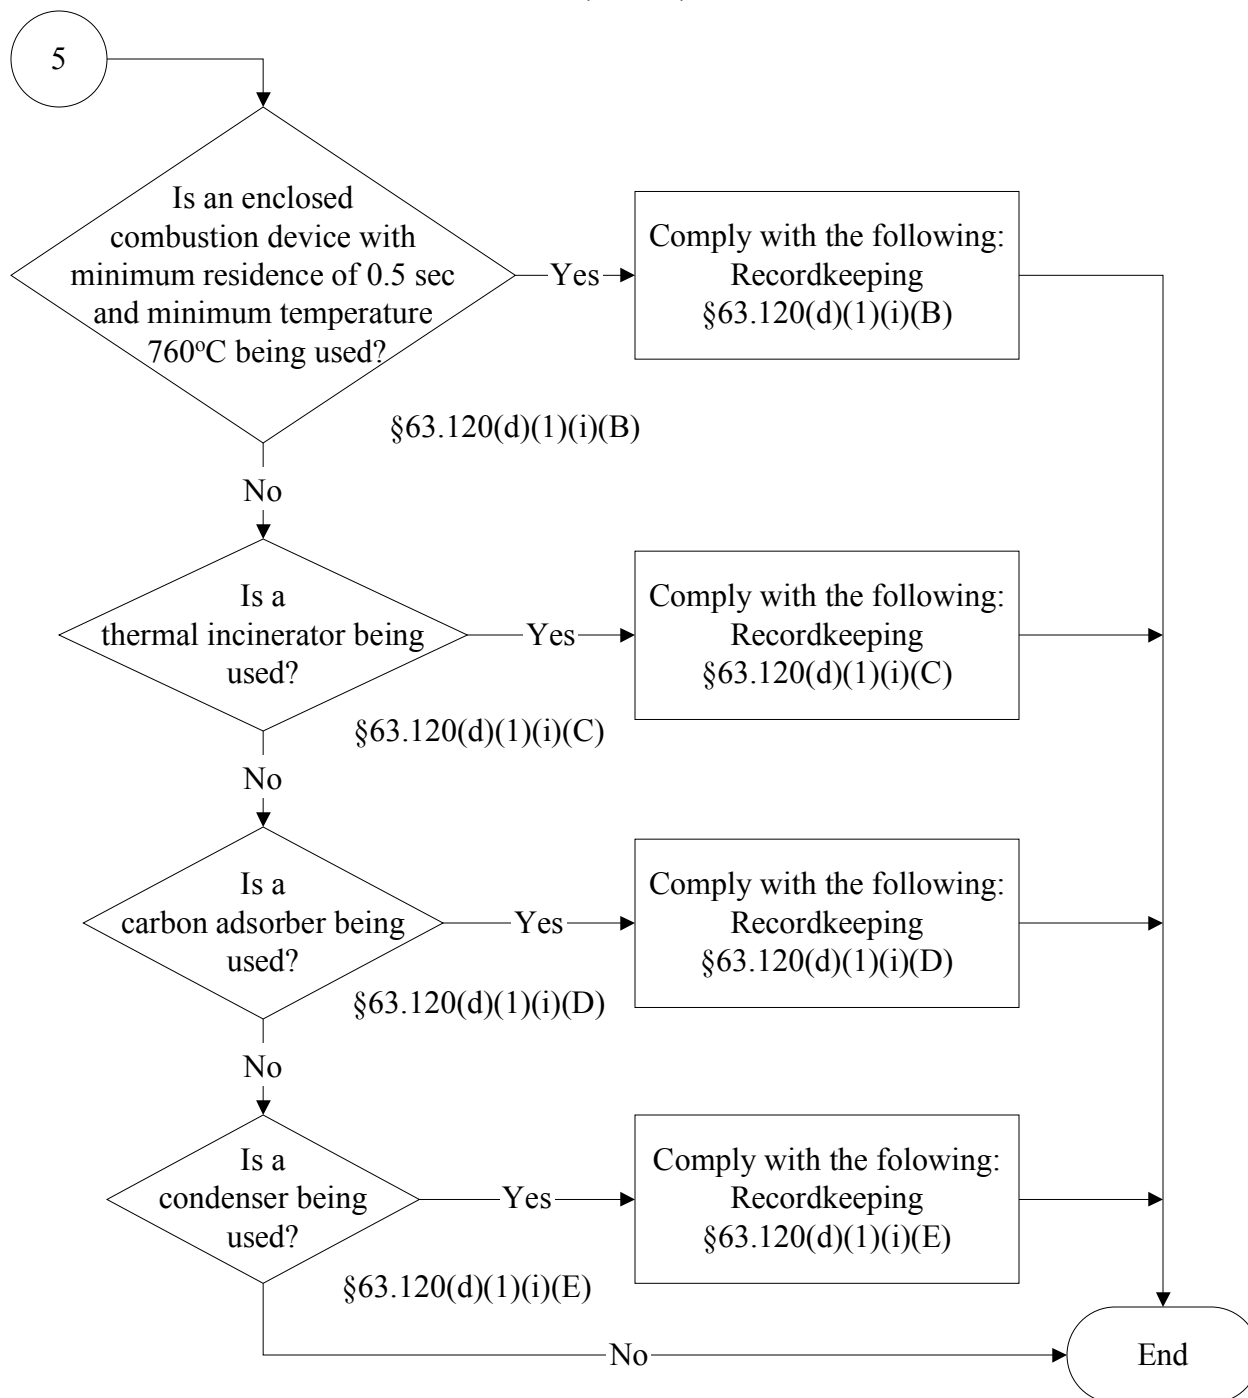 5
Is an enclosed
combustion device with
minimum residence of 0.5 sec
and minimum temperature
760ºC being used?
Yes
Comply with the following:
Recordkeeping
§63.120(d)(1)(i)(B)
§63.120(d)(1)(i)(B)
No
Is a
thermal incinerator being
used?
Yes
Comply with the following:
Recordkeeping
§63.120(d)(1)(i)(C)
§63.120(d)(1)(i)(C)
No
Is a
carbon adsorber being
used?
Yes
Comply with the following:
Recordkeeping
§63.120(d)(1)(i)(D)
§63.120(d)(1)(i)(D)
No
Is a
condenser being
used?
Yes
Comply with the folowing:
Recordkeeping
§63.120(d)(1)(i)(E)
§63.120(d)(1)(i)(E)
No
End